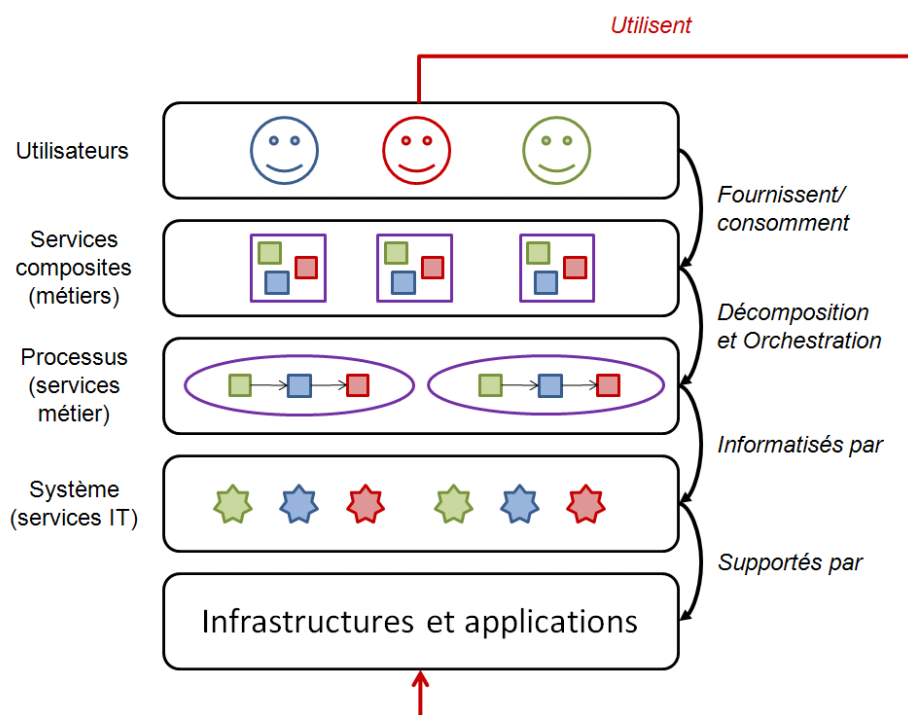 Utilisent
Utilisateurs
Fournissent/
consomment
Services
composites
(métiers)
Décomposition
et Orchestration
Processus
(services
métier)
Informatisés par
Système
(services IT)
Supportés par
Infrastructures et applications